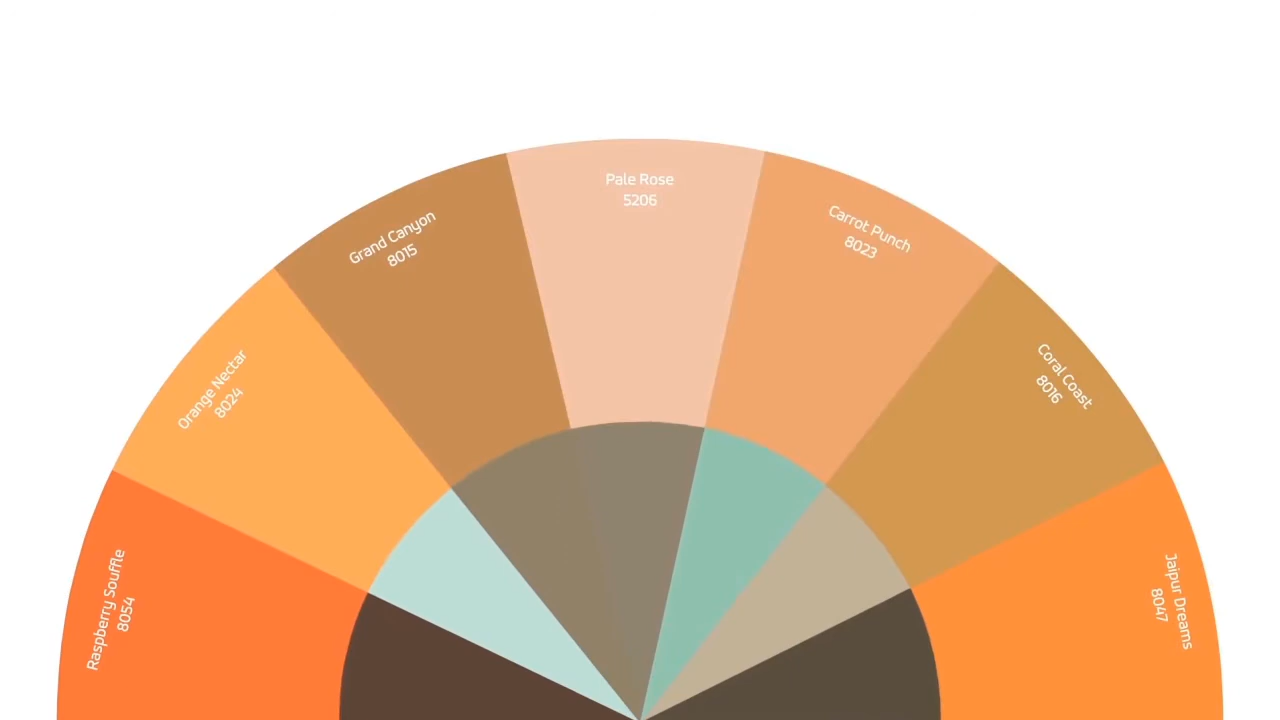 Raspberry Souffle
8054
Orange Nectar
8024
Grand Canyon
8015
Pale Rose
5206
Carrot Punch
8023
Coral Coast
8016
Jaipur Dreams
8047